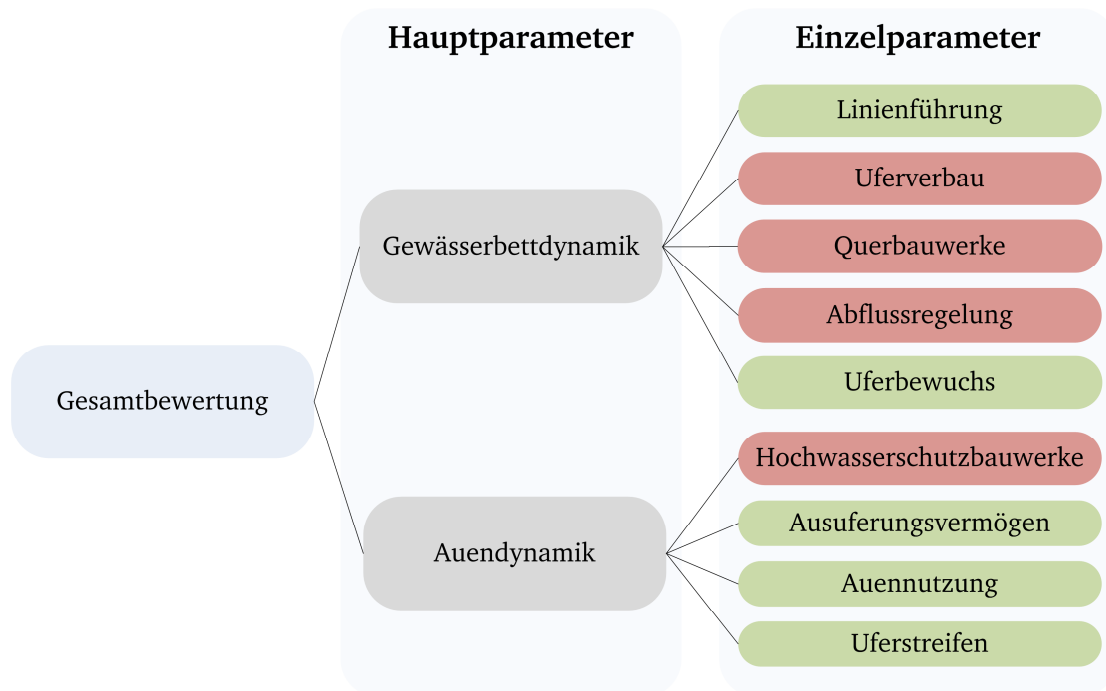 Hauptparameter
Einzelparameter
Linienführung
Uferverbau
Gewässerbettdynamik
Querbauwerke
Abflussregelung
Uferbewuchs
Gesamtbewertung
Hochwasserschutzbauwerke
Ausuferungsvermögen
Auendynamik
Auennutzung
Uferstreifen